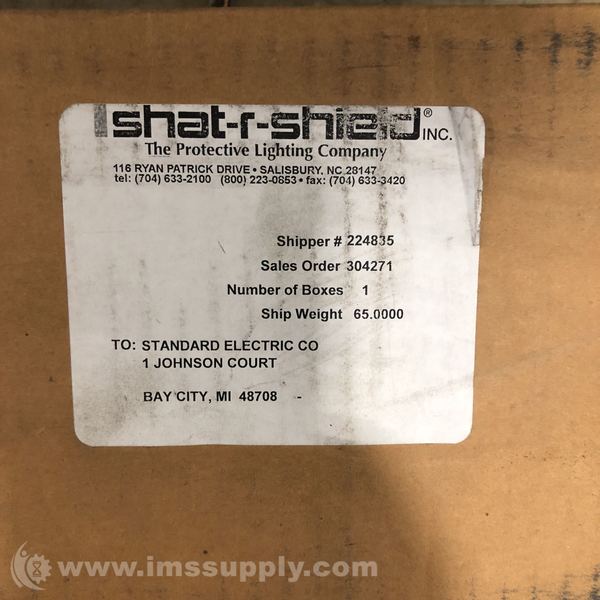 shat-r-shield® INC.
The Protective Lighting Company
116 RYAN PATRICK DRIVE • SALISBURY, NC 28147
tel: (704) 633-2100 (800) 223-0853 • fax: (704) 633-3420
Shipper # 224835
Sales Order 304271
Number of Boxes 1
Ship Weight 65.0000
TO: STANDARD ELECTRIC CO
1 JOHNSON COURT
BAY CITY, MI 48708 -
www.imssupply.com